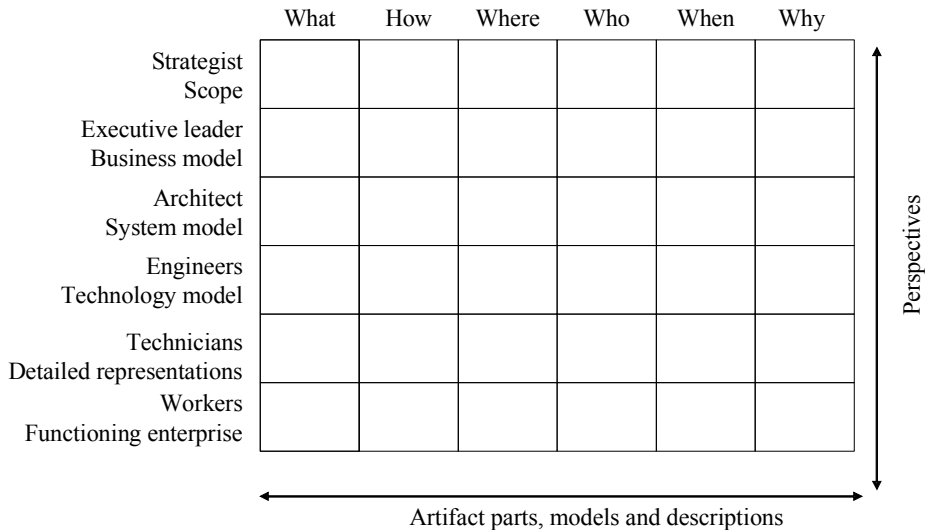 What How Where Who When Why
Strategist
Scope
Executive leader
Business model
Architect
System model
Engineers
Technology model
Technicians
Detailed representations
Workers
Functioning enterprise
Perspectives
Artifact parts, models and descriptions